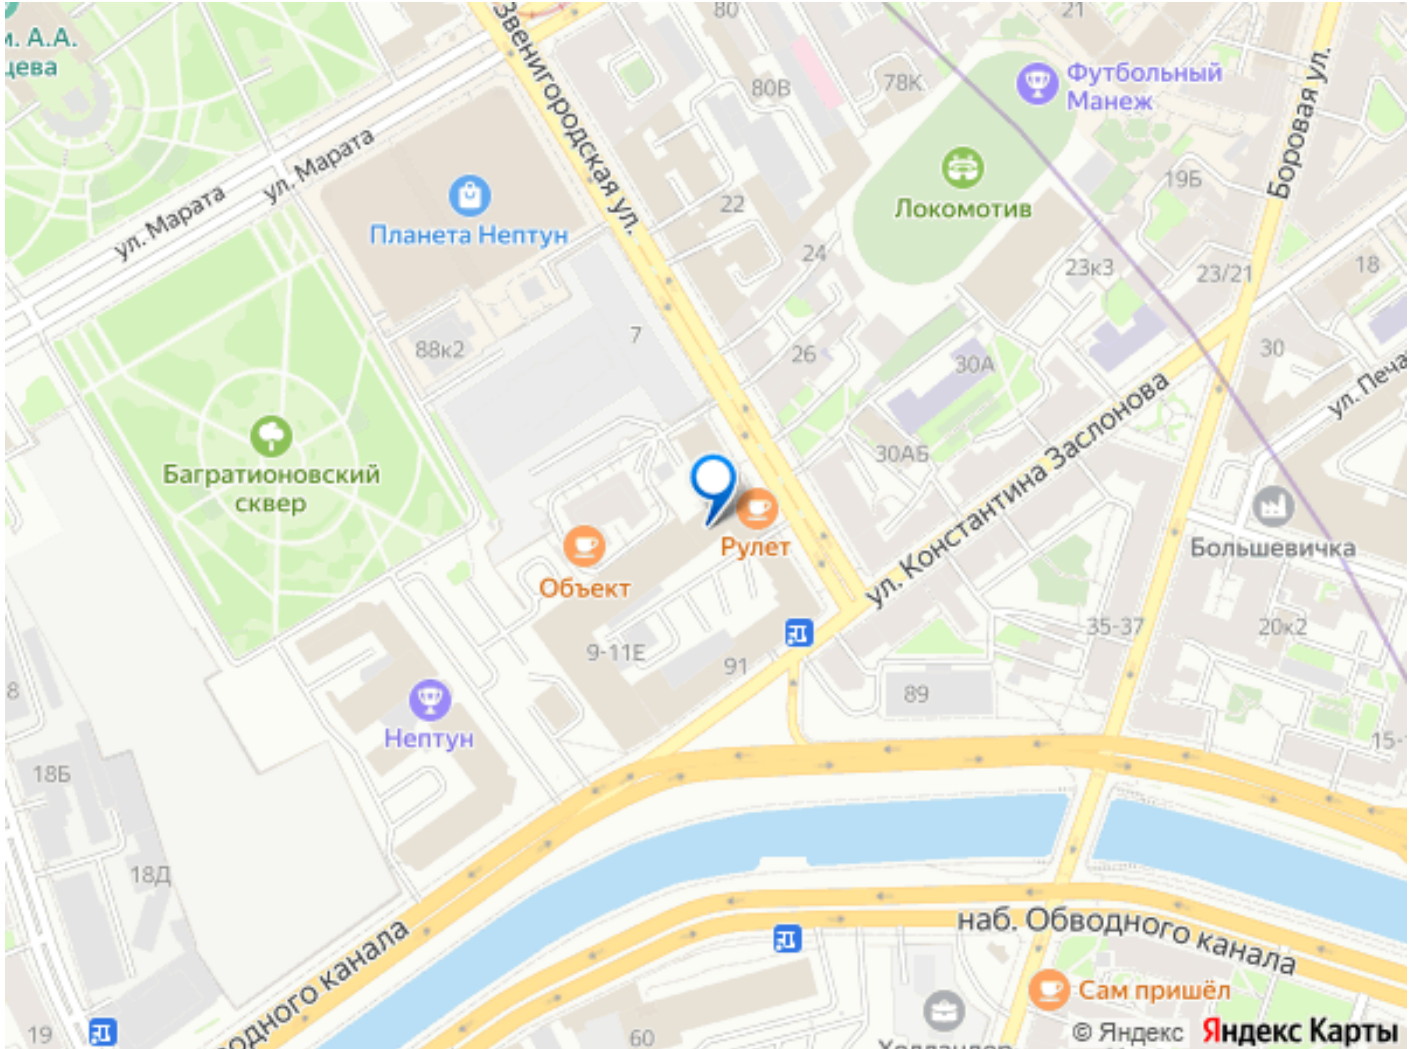 м. А.А.
цева
Звенигородская ул.
80
21
80В
78К
Футбольный
Манеж
Боровая ул.
ул. Марата
ул. Марата
Планета Нептун
22
Локомотив
19Б
24
23к3
23/21
18
88к2
7
26
30А
30
ул. Печа
ул. Константина Заслонова
Багратионовский
сквер
30АБ
Рулет
Объект
Большевичка
9-11Е
91
35-37
20к2
89
8
Нептун
18Б
15-
18Д
наб. Обводного канала
водного канала
Сам пришёл
19
60
© Яндекс Яндекс Карты